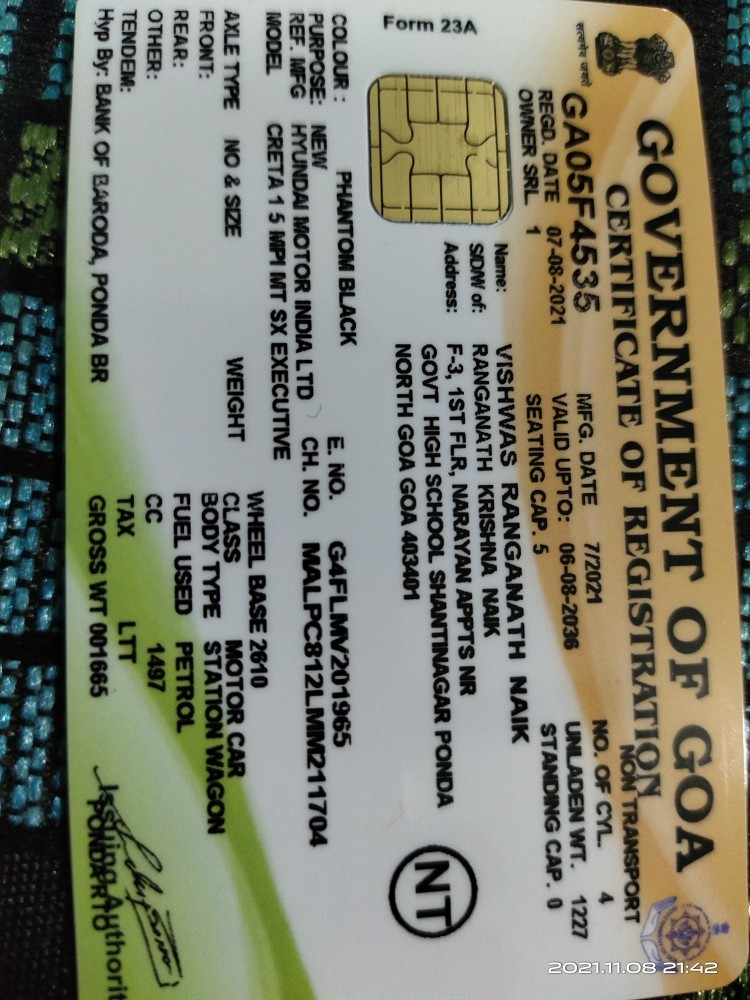 GOVERNMENT OF GOA
CERTIFICATE OF REGISTRATION
सत्यमेव जयते
NON TRANSPORT
GA05F4535
MFG. DATE 7/2021
NO. OF CYL. 4
REGD. DATE 07-08-2021
VALID UPTO: 06-08-2036
UNLADEN WT. 1227
OWNER SRL. 1
SEATING CAP. 5
STANDING CAP. 0
Form 23A
Name: VISHWAS RANGANATH NAIK
S/D/W of: RANGANATH KRISHNA NAIK
Address: F-3, 1ST FLR, NARAYAN APPTS NR
GOVT HIGH SCHOOL SHANTINAGAR PONDA
NORTH GOA GOA 403401
NT
COLOUR : PHANTOM BLACK
E. NO. G4FLMV201965
PURPOSE: NEW
CH. NO. MALPC812LMM211704
REF. MFG HYUNDAI MOTOR INDIA LTD
MODEL CRETA 1 5 MPI MT SX EXECUTIVE
WHEEL BASE 2610
AXLE TYPE NO & SIZE WEIGHT
CLASS MOTOR CAR
FRONT:
BODY TYPE STATION WAGON
REAR:
FUEL USED PETROL
OTHER:
CC 1497
TENDEM:
TAX LTT
Hyp By: BANK OF BARODA, PONDA BR
GROSS WT 001665
Issuing Authorit
PONDA RTO
2021.11.08 21:42